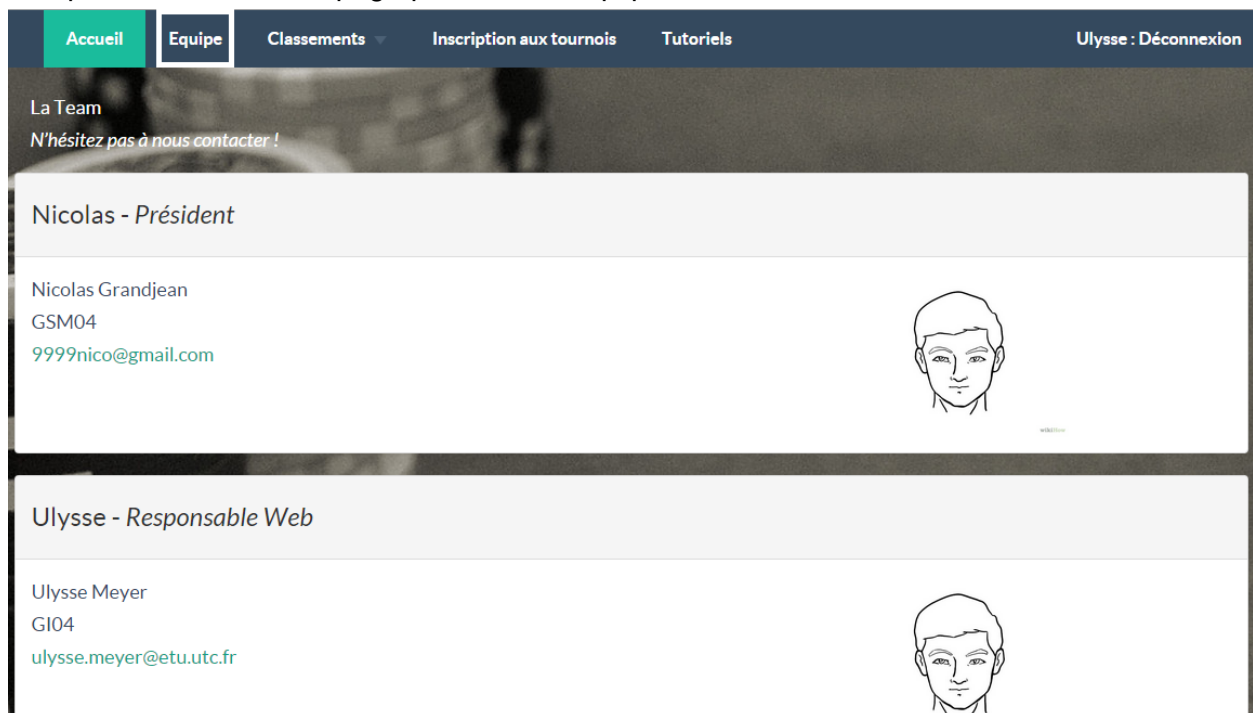 Accueil Equipe Classements Inscription aux tournois Tutoriels Ulysse : Déconnexion
La Team
N'hésitez pas à nous contacter !
Nicolas - Président
Nicolas Grandjean
GSM04
9999nico@gmail.com
wikiHow
Ulysse - Responsable Web
Ulysse Meyer
GI04
ulysse.meyer@etu.utc.fr